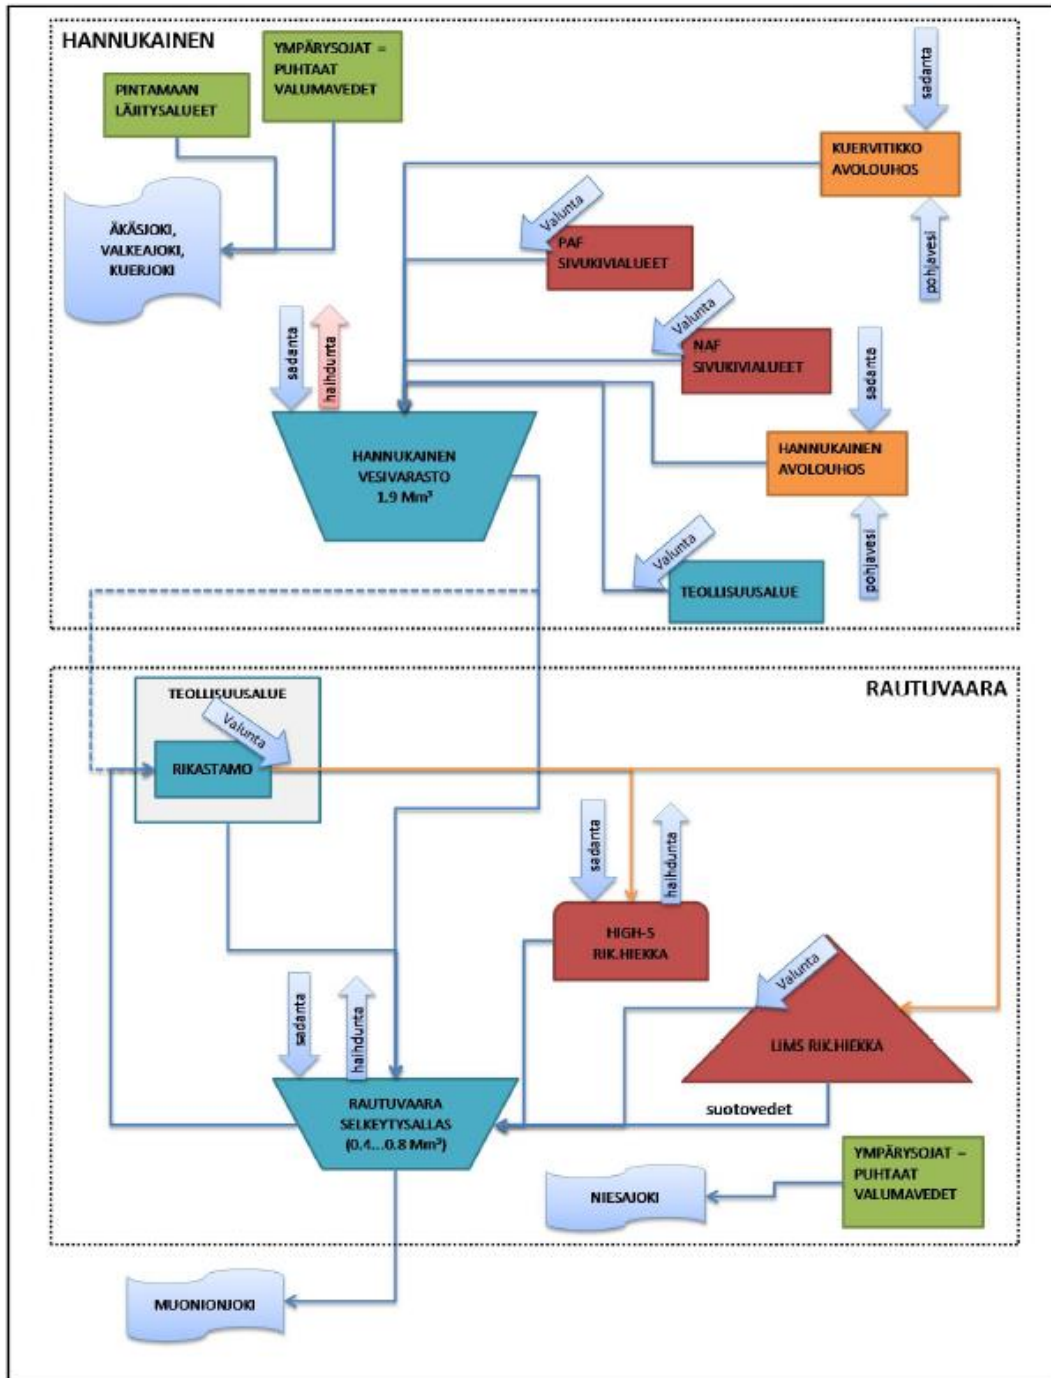 HANNUKAINEN
YMPÄRYSOJAT –
PUHTAAT
VALUMAVEDET
PINTAMAAN
LÄJITYSALUEET
sadanta
KUERVITIKKO
AVOLOUHOS
pohjavesi
ÄKÄSJOKI,
VALKEAJOKI,
KUERJOKI
Valunta
PAF
SIVUKIVIALUEET
Valunta
NAF
SIVUKIVIALUEET
sadanta
haihdunta
sadanta
HANNUKAINEN
AVOLOUHOS
pohjavesi
HANNUKAINEN
VESIVARASTO
1.9 Mm³
Valunta
TEOLLISUUSALUE
RAUTUVAARA
TEOLLISUUSALUE
Valunta
RIKASTAMO
sadanta
haihdunta
HIGH-S
RIK.HIEKKA
Valunta
LIMS RIK.HIEKKA
sadanta
haihdunta
RAUTUVAARA
SELKEYTYSALLAS
(0.4...0.8 Mm³)
suotovedet
YMPÄRYSOJAT –
PUHTAAT
VALUMAVEDET
NIESAJOKI
MUONIONJOKI